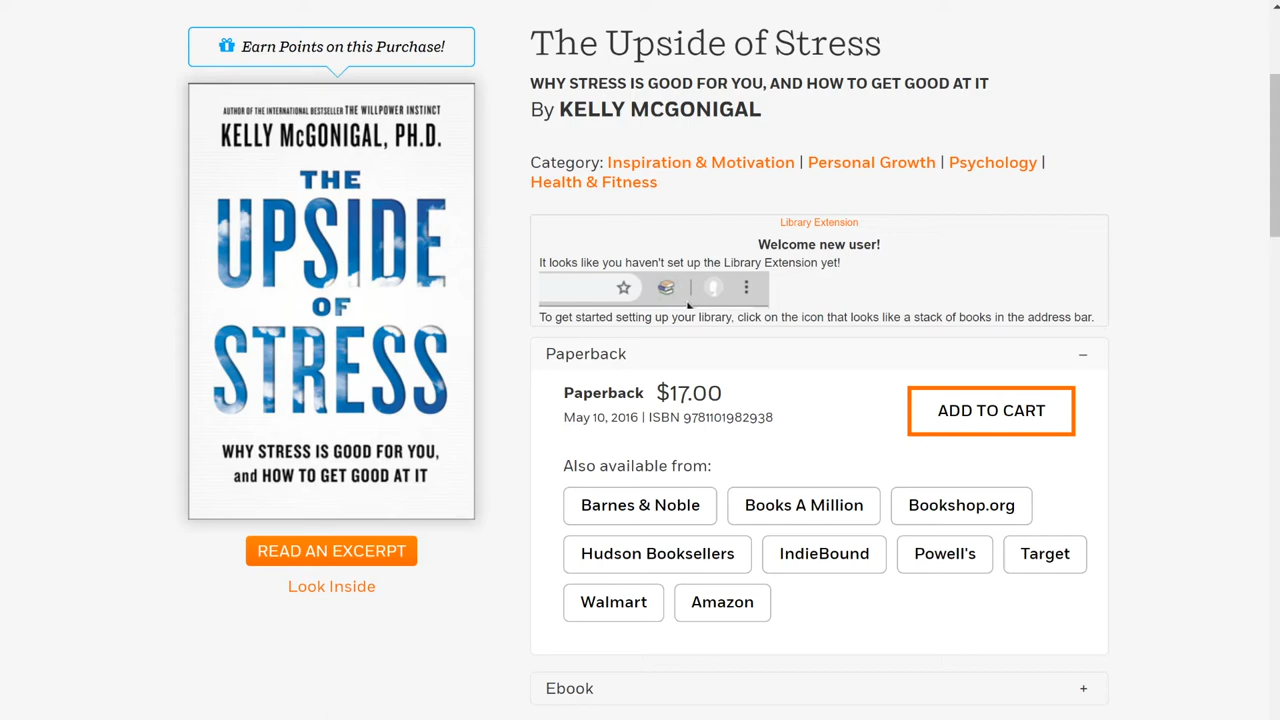 Earn Points on this Purchase!
AUTHOR OF THE INTERNATIONAL BESTSELLER THE WILLPOWER INSTINCT
KELLY McGONIGAL, PH.D.
THE
UPSIDE
OF
STRESS
WHY STRESS IS GOOD FOR YOU,
and HOW TO GET GOOD AT IT
READ AN EXCERPT
Look Inside
The Upside of Stress
WHY STRESS IS GOOD FOR YOU, AND HOW TO GET GOOD AT IT
By KELLY MCGONIGAL
Category: Inspiration & Motivation | Personal Growth | Psychology |
Health & Fitness
Library Extension
Welcome new user!
It looks like you haven't set up the Library Extension yet!
To get started setting up your library, click on the icon that looks like a stack of books in the address bar.
Paperback −
Paperback $17.00
May 10, 2016 | ISBN 9781101982938
ADD TO CART
Also available from:
Barnes & Noble Books A Million Bookshop.org
Hudson Booksellers IndieBound Powell's Target
Walmart Amazon
Ebook +